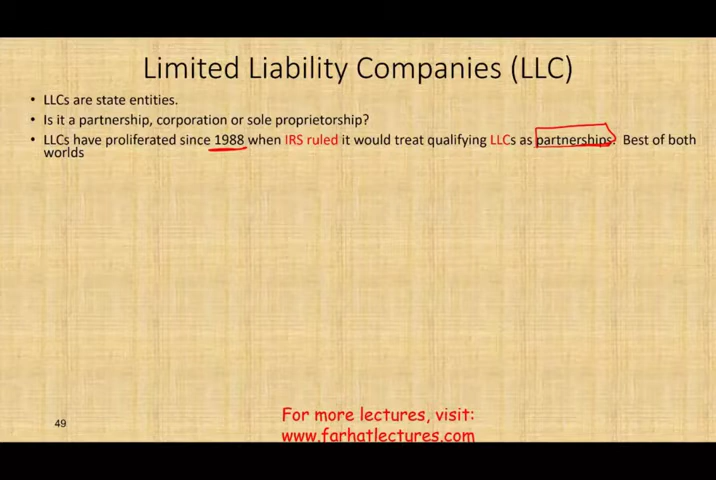 Limited Liability Companies (LLC)
• LLCs are state entities.
• Is it a partnership, corporation or sole proprietorship?
• LLCs have proliferated since 1988 when IRS ruled it would treat qualifying LLCs as partnerships. Best of both
worlds
For more lectures, visit:
49
www.farhatlectures.com